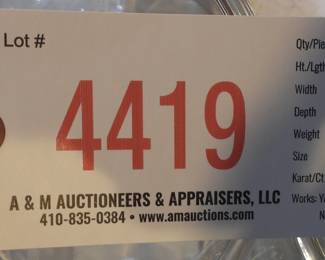 Lot #
4419
A & M AUCTIONEERS & APPRAISERS, LLC
410-835-0384 • www.amauctions.com
Qty/Pie
Ht./Lgth
Width
Depth
Weight
Size
Karat/Ct.
Works: Y
N